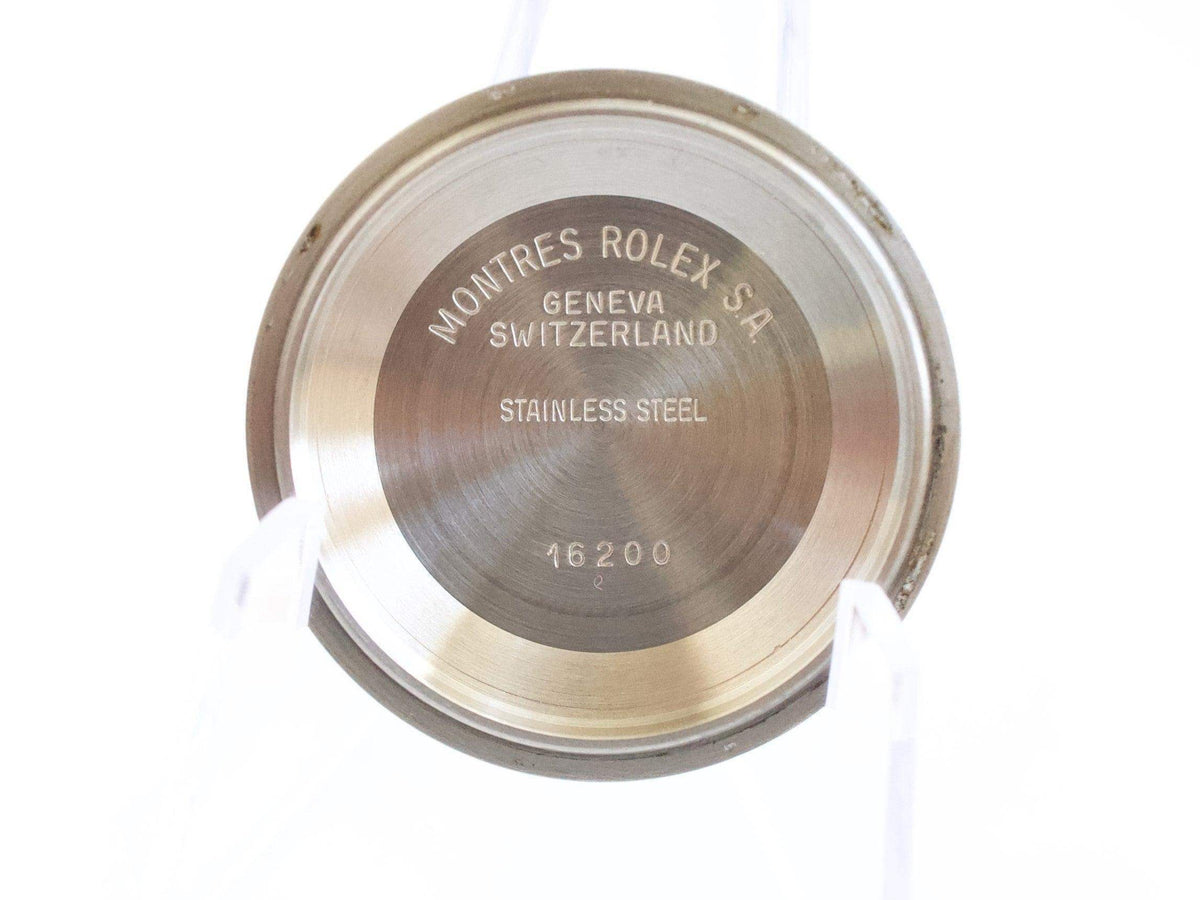 MONTRES ROLEX S.A.
GENEVA
SWITZERLAND
STAINLESS STEEL
16200